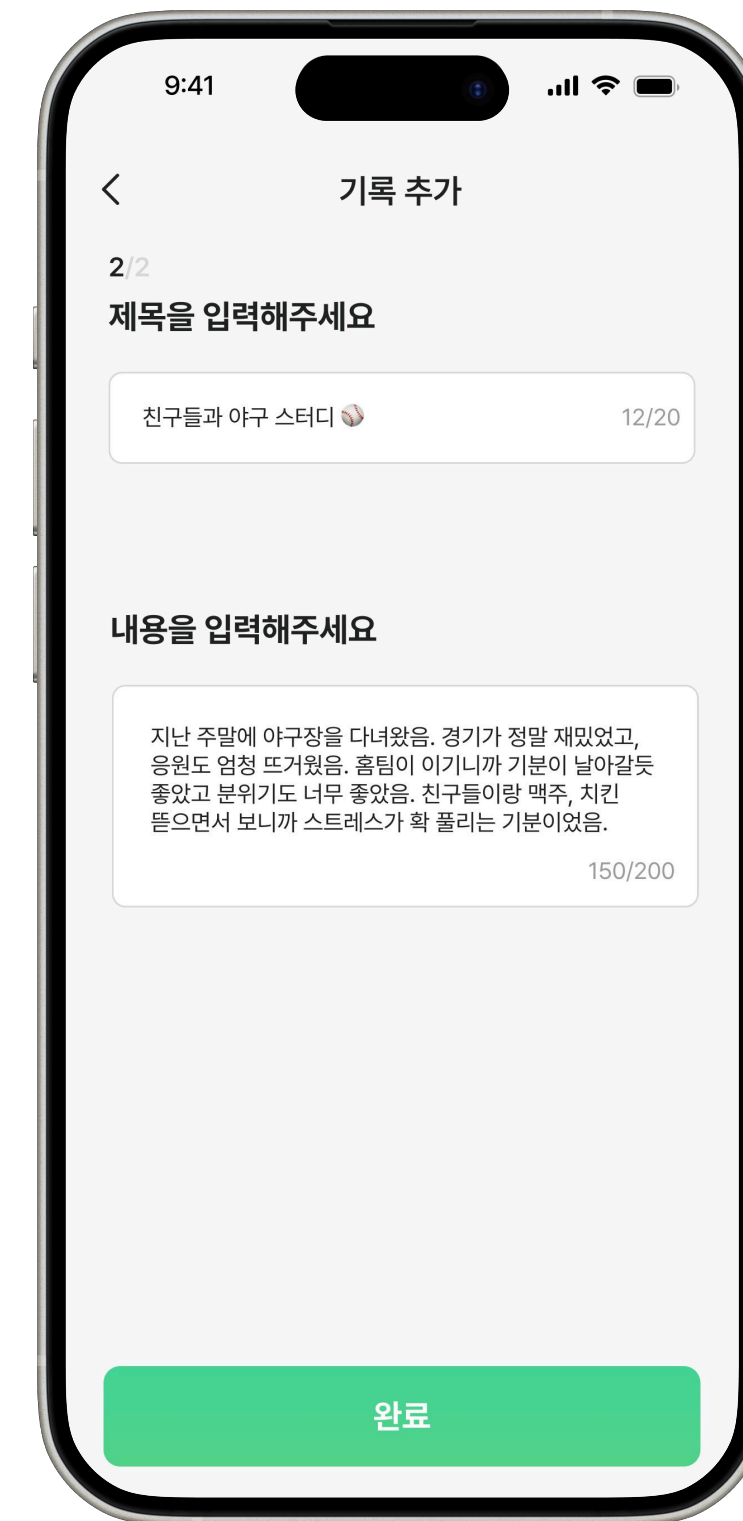 9:41
기록 추가
2/2
제목을 입력해주세요
친구들과 야구 스터디 ⚾ 12/20
내용을 입력해주세요
지난 주말에 야구장을 다녀왔음. 경기가 정말 재밌었고,
응원도 엄청 뜨거웠음. 홈팀이 이기니까 기분이 날아갈듯
좋았고 분위기도 너무 좋았음. 친구들이랑 맥주, 치킨
뜯으면서 보니까 스트레스가 확 풀리는 기분이었음.
150/200
완료